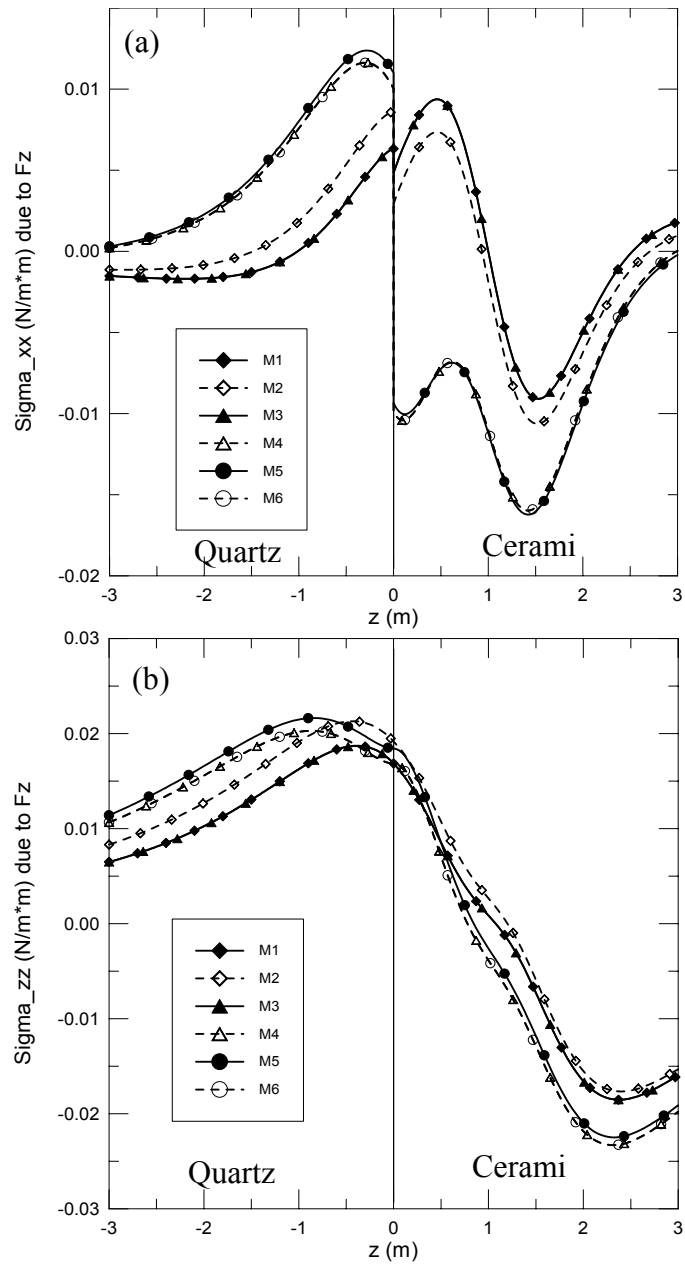 (a)
Sigma_xx (N/m*m) due to Fz
0.01
0.00
-0.01
-0.02
M1
M2
M3
M4
M5
M6
Quartz
Cerami
-3 -2 -1 0 1 2 3
z (m)
(b)
Sigma_zz (N/m*m) due to Fz
0.03
0.02
0.01
0.00
-0.01
-0.02
-0.03
M1
M2
M3
M4
M5
M6
Quartz
Cerami
-3 -2 -1 0 1 2 3
z (m)